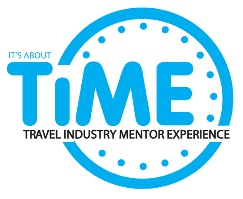 IT'S ABOUT
TiME
TRAVEL INDUSTRY MENTOR EXPERIENCE